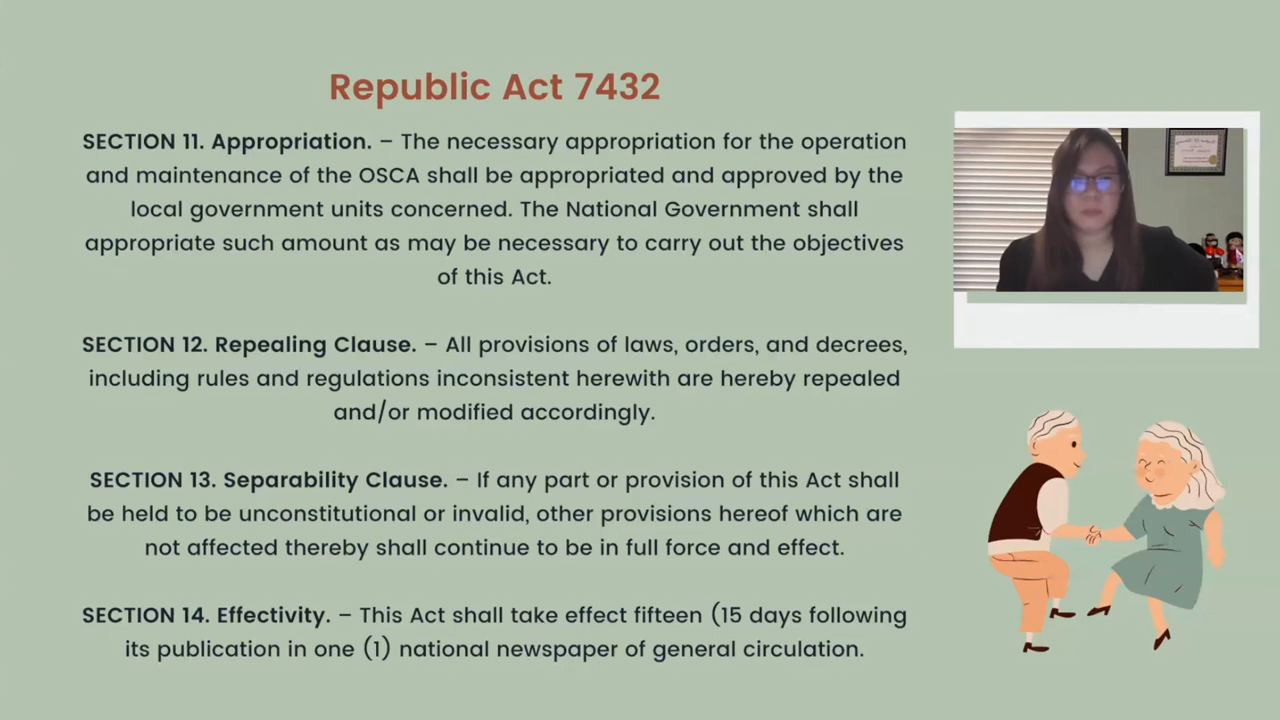 Republic Act 7432
SECTION 11. Appropriation. – The necessary appropriation for the operation
and maintenance of the OSCA shall be appropriated and approved by the
local government units concerned. The National Government shall
appropriate such amount as may be necessary to carry out the objectives
of this Act.
SECTION 12. Repealing Clause. – All provisions of laws, orders, and decrees,
including rules and regulations inconsistent herewith are hereby repealed
and/or modified accordingly.
SECTION 13. Separability Clause. – If any part or provision of this Act shall
be held to be unconstitutional or invalid, other provisions hereof which are
not affected thereby shall continue to be in full force and effect.
SECTION 14. Effectivity. – This Act shall take effect fifteen (15 days following
its publication in one (1) national newspaper of general circulation.